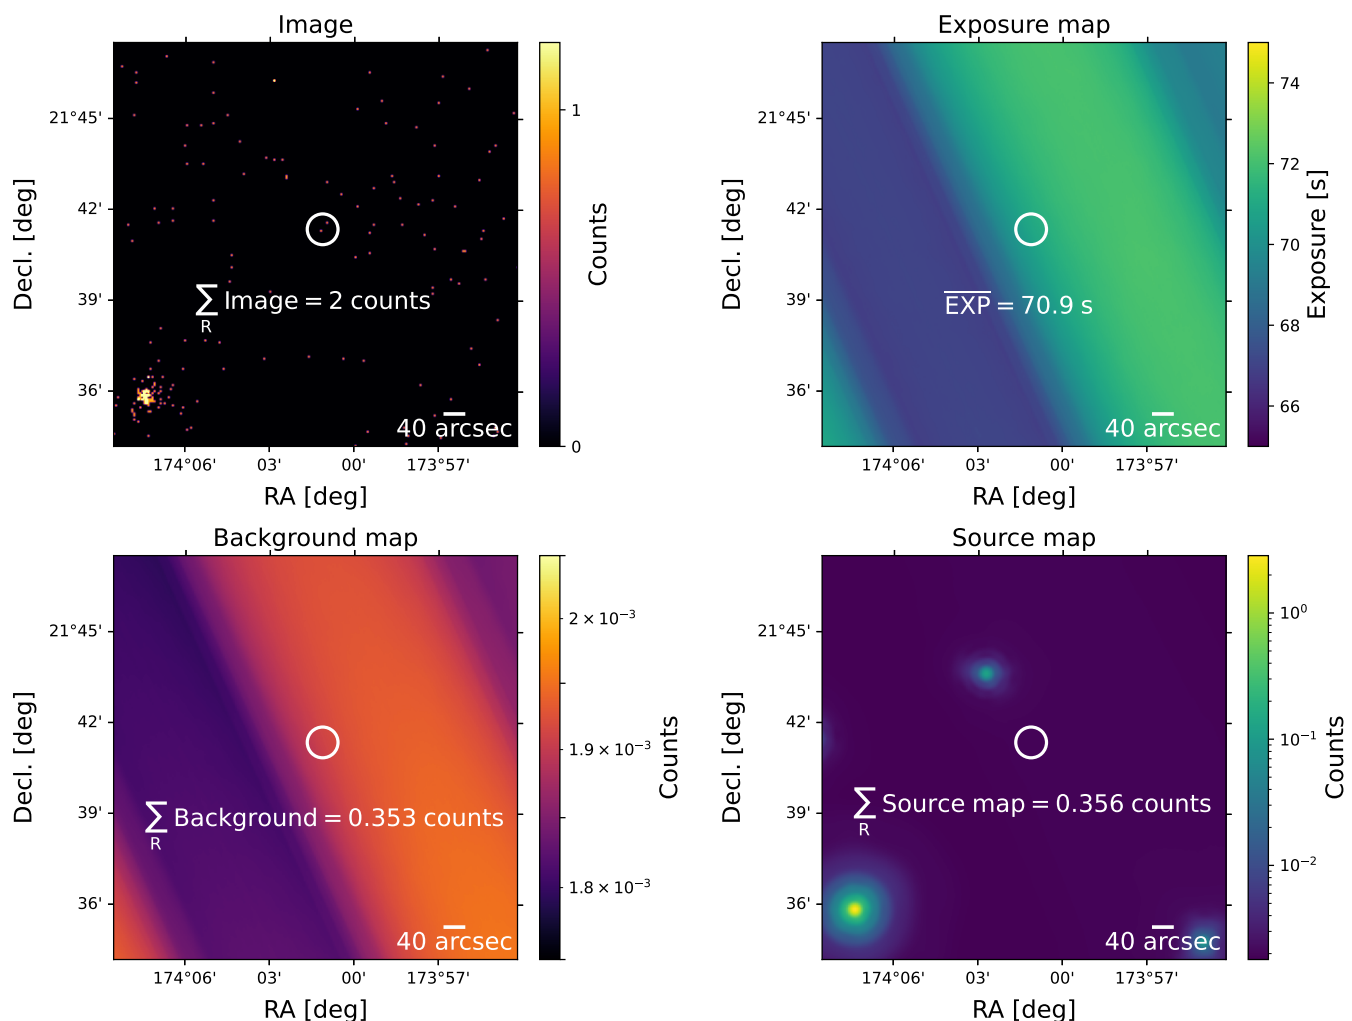 Image
Exposure map
Decl. [deg]
21°45'
42'
39'
36'
∑ Image = 2 counts
R
40 arcsec
174°06'
03'
00'
173°57'
RA [deg]
1
0
Counts
Decl. [deg]
21°45'
42'
39'
36'
EXP = 70.9 s
40 arcsec
174°06'
03'
00'
173°57'
RA [deg]
74
72
70
68
66
Exposure [s]
Background map
Source map
Decl. [deg]
21°45'
42'
39'
36'
∑ Background = 0.353 counts
R
40 arcsec
174°06'
03'
00'
173°57'
RA [deg]
2 × 10⁻³
1.9 × 10⁻³
1.8 × 10⁻³
Counts
Decl. [deg]
21°45'
42'
39'
36'
∑ Source map = 0.356 counts
R
40 arcsec
174°06'
03'
00'
173°57'
RA [deg]
10⁰
10⁻¹
10⁻²
Counts